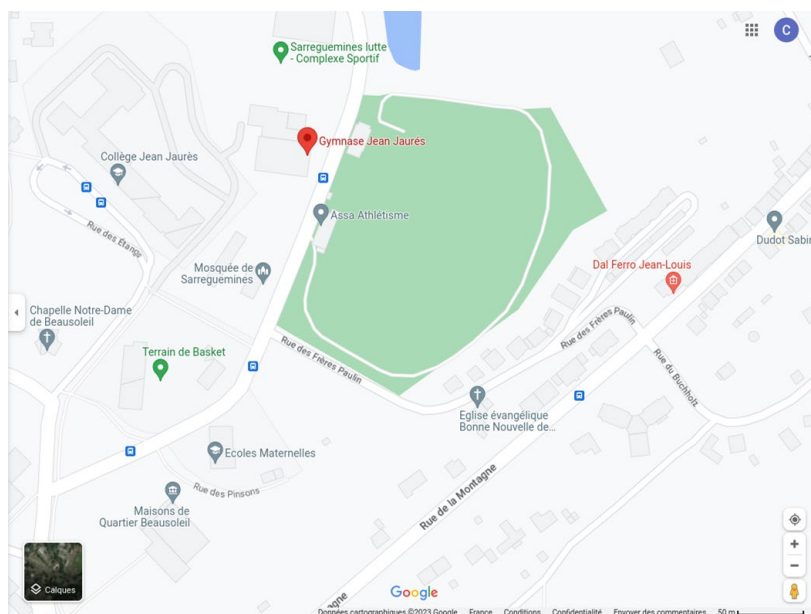 Sarreguemines lutte
- Complexe Sportif
C
Gymnase Jean Jaurés
Collège Jean Jaurès
Assa Athlétisme
Rue des Étangs
Dudot Sabin
Mosquée de
Sarreguemines
Dal Ferro Jean-Louis
Chapelle Notre-Dame
de Beausoleil
Rue des Frères Paulin
Terrain de Basket
Rue des Frères Paulin
Rue du Buchholz
Eglise évangélique
Bonne Nouvelle de...
Ecoles Maternelles
Rue des Pinsons
Rue de la Montagne
Maisons de
Quartier Beausoleil
Calques
Google
Données cartographiques ©2023 Google France Conditions Confidentialité Envoyer des commentaires 50 m